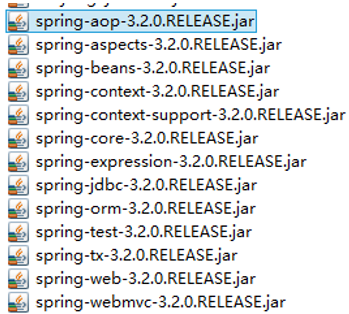 spring-aop-3.2.0.RELEASE.jar
spring-aspects-3.2.0.RELEASE.jar
spring-beans-3.2.0.RELEASE.jar
spring-context-3.2.0.RELEASE.jar
spring-context-support-3.2.0.RELEASE.jar
spring-core-3.2.0.RELEASE.jar
spring-expression-3.2.0.RELEASE.jar
spring-jdbc-3.2.0.RELEASE.jar
spring-orm-3.2.0.RELEASE.jar
spring-test-3.2.0.RELEASE.jar
spring-tx-3.2.0.RELEASE.jar
spring-web-3.2.0.RELEASE.jar
spring-webmvc-3.2.0.RELEASE.jar